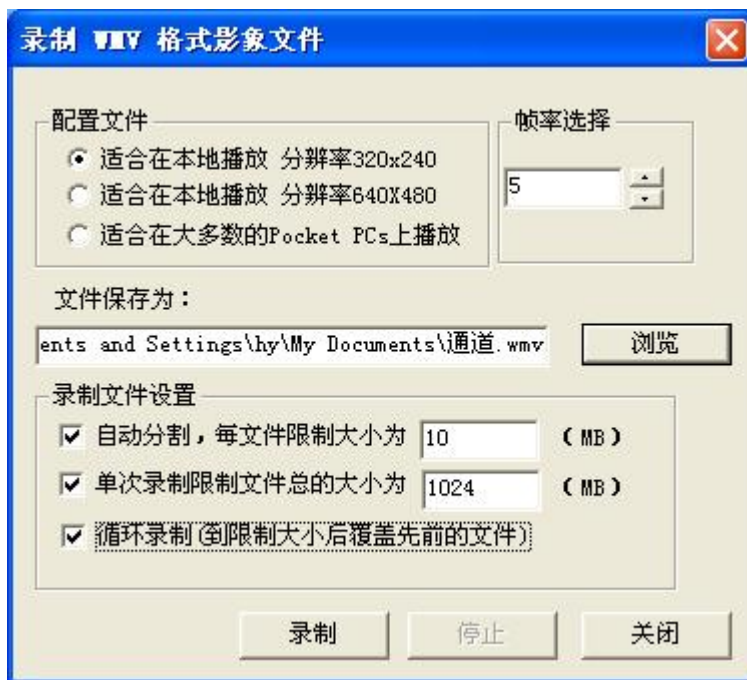 录制 WMV 格式影象文件
配置文件
适合在本地播放 分辨率320x240
适合在本地播放 分辨率640X480
适合在大多数的Pocket PCs上播放
帧率选择
5
文件保存为：
ents and Settings\hy\My Documents\通道.wmv
浏览
录制文件设置
自动分割，每文件限制大小为 10 (MB)
单次录制限制文件总的大小为 1024 (MB)
循环录制(到限制大小后覆盖先前的文件)
录制 停止 关闭